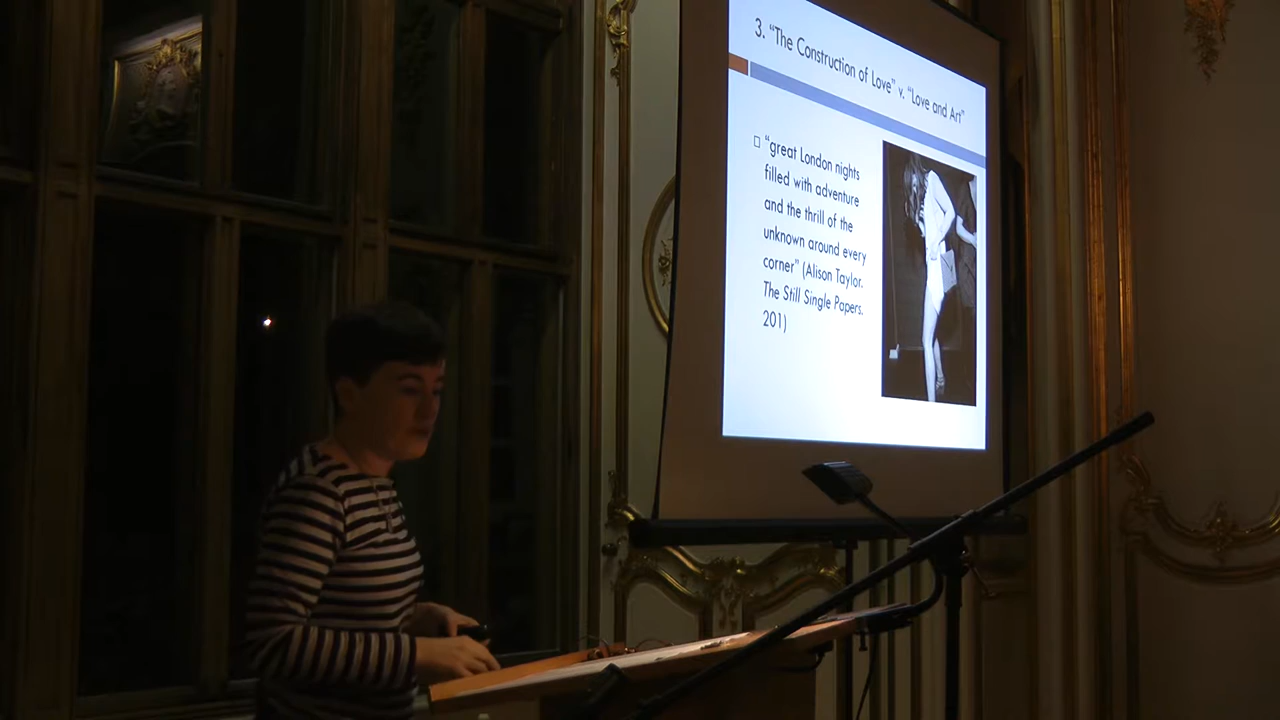 3. “The Construction of Love” v. “Love and Art”
“great London nights
filled with adventure
and the thrill of the
unknown around every
corner” (Alison Taylor.
The Still Single Papers.
201)